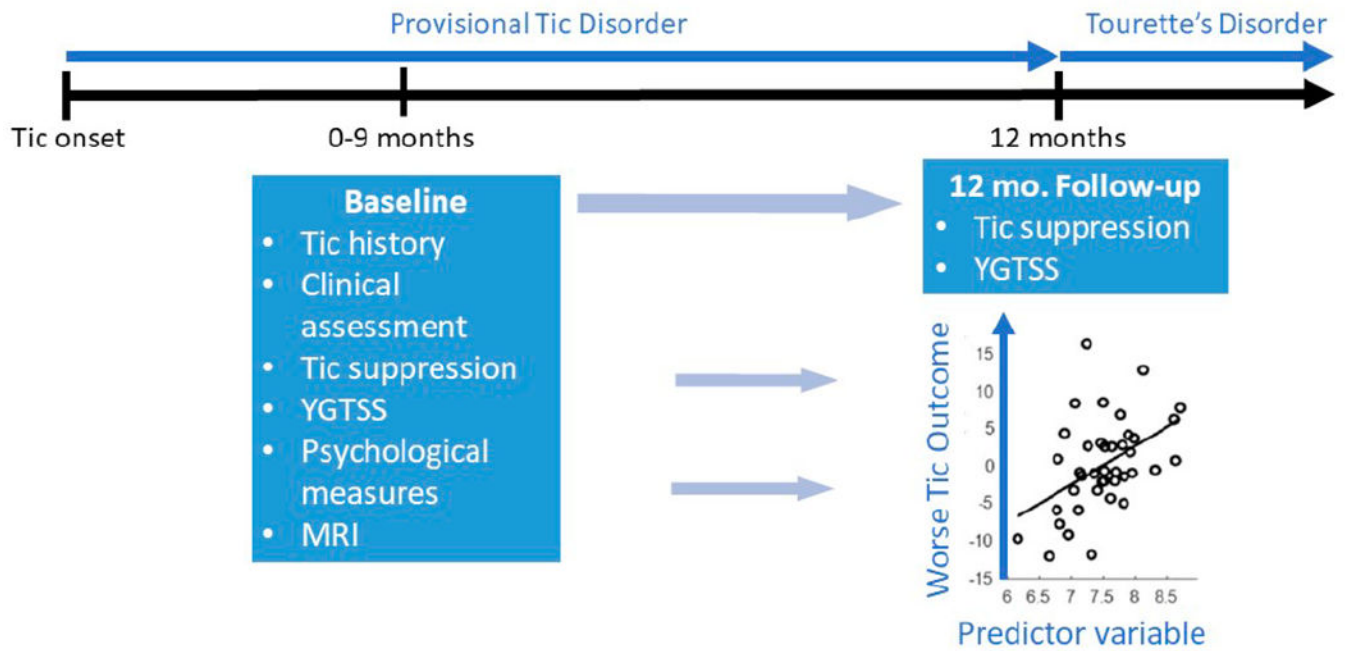 Provisional Tic Disorder
Tourette's Disorder
Tic onset
0-9 months
12 months
Baseline
• Tic history
• Clinical
assessment
• Tic suppression
• YGTSS
• Psychological
measures
• MRI
12 mo. Follow-up
• Tic suppression
• YGTSS
Worse Tic Outcome
15
10
5
0
-5
-10
-15
6 6.5 7 7.5 8 8.5
Predictor variable